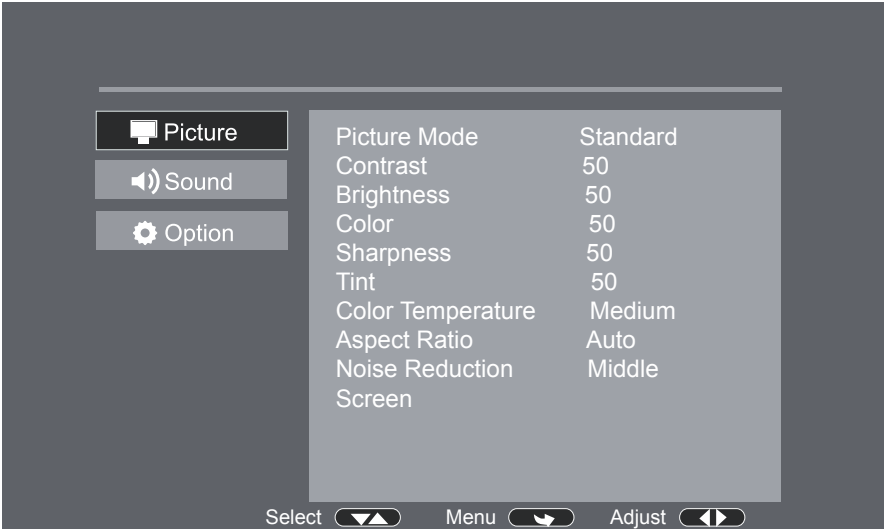 Picture
Sound
Option
Picture Mode Standard
Contrast 50
Brightness 50
Color 50
Sharpness 50
Tint 50
Color Temperature Medium
Aspect Ratio Auto
Noise Reduction Middle
Screen
Select Menu Adjust